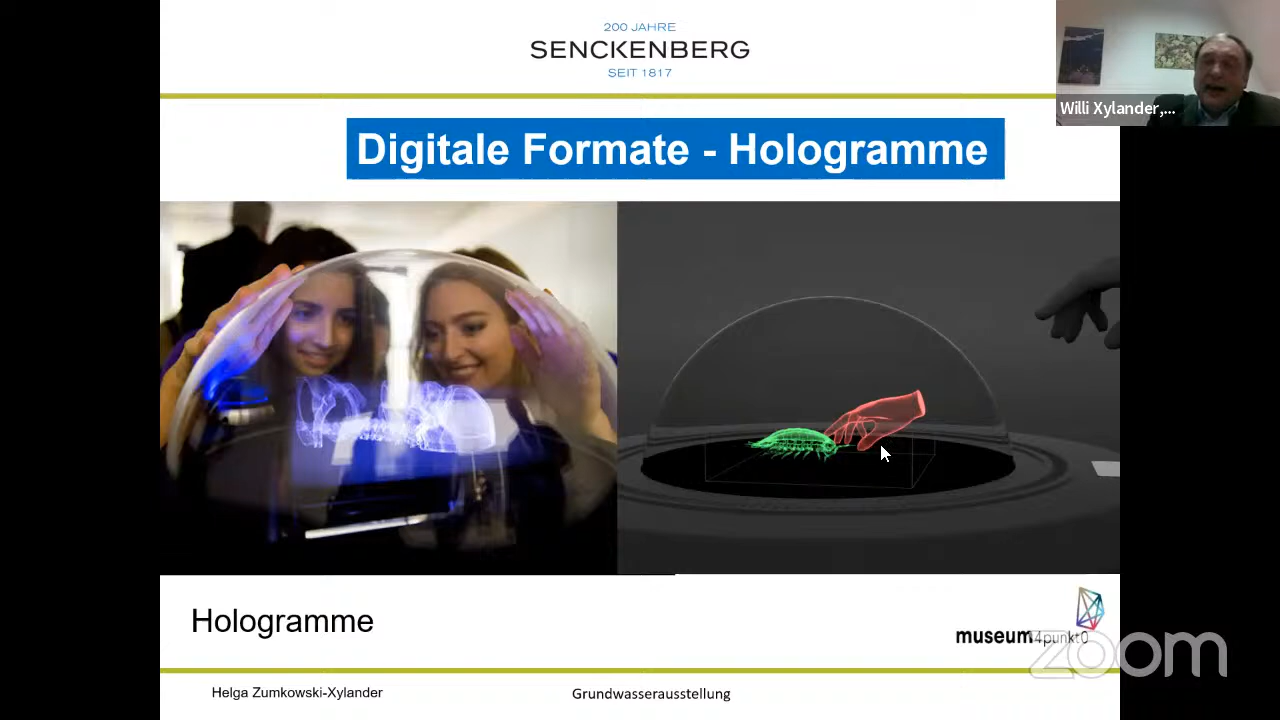 200 JAHRE
SENCKENBERG
SEIT 1817
Willi Xylander,...
Digitale Formate - Hologramme
Hologramme
museum4punkt0
zoom
Helga Zumkowski-Xylander
Grundwasserausstellung